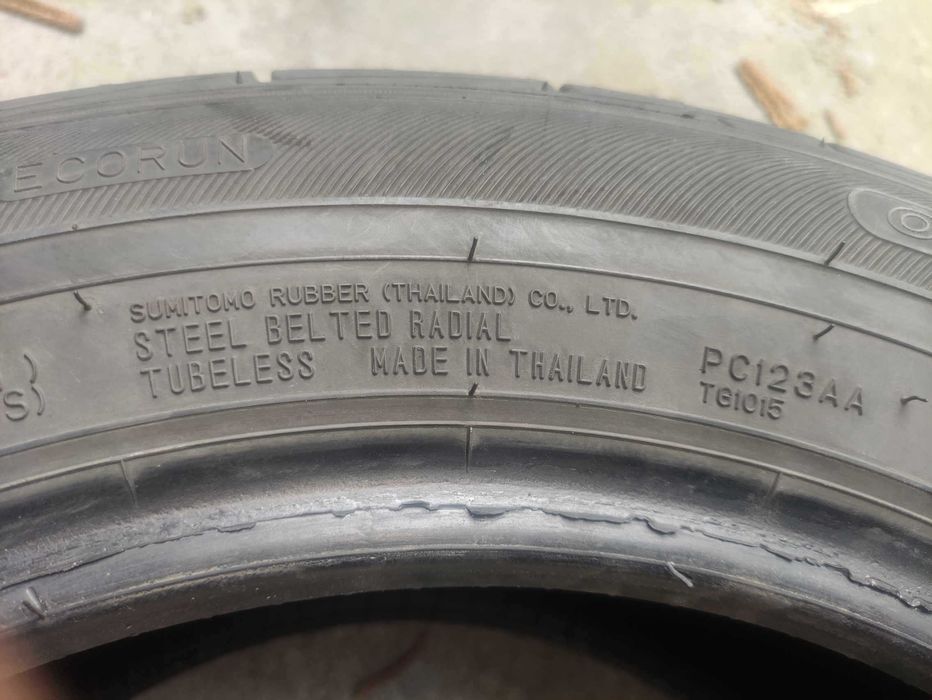 ECORUN
SUMITOMO RUBBER (THAILAND) CO., LTD.
STEEL BELTED RADIAL
TUBELESS MADE IN THAILAND
PC123AA
TG1015
S)